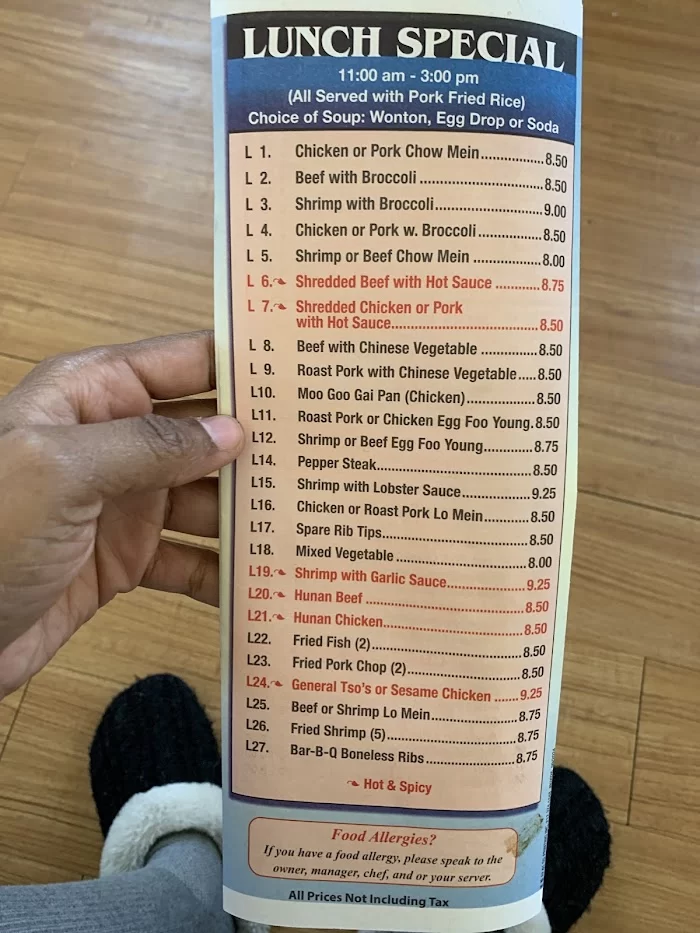 LUNCH SPECIAL
11:00 am - 3:00 pm
(All Served with Pork Fried Rice)
Choice of Soup: Wonton, Egg Drop or Soda
L 1. Chicken or Pork Chow Mein................8.50
L 2. Beef with Broccoli ..........................8.50
L 3. Shrimp with Broccoli.......................9.00
L 4. Chicken or Pork w. Broccoli..............8.50
L 5. Shrimp or Beef Chow Mein ...............8.00
L 6. Shredded Beef with Hot Sauce ............8.75
L 7. Shredded Chicken or Pork
with Hot Sauce....................................8.50
L 8. Beef with Chinese Vegetable ..............8.50
L 9. Roast Pork with Chinese Vegetable.....8.50
L10. Moo Goo Gai Pan (Chicken)................8.50
L11. Roast Pork or Chicken Egg Foo Young.8.50
L12. Shrimp or Beef Egg Foo Young.............8.75
L14. Pepper Steak.....................................8.50
L15. Shrimp with Lobster Sauce.................9.25
L16. Chicken or Roast Pork Lo Mein...........8.50
L17. Spare Rib Tips...................................8.50
L18. Mixed Vegetable ................................8.00
L19. Shrimp with Garlic Sauce....................9.25
L20. Hunan Beef ......................................8.50
L21. Hunan Chicken..................................8.50
L22. Fried Fish (2).....................................8.50
L23. Fried Pork Chop (2)............................8.50
L24. General Tso's or Sesame Chicken ......9.25
L25. Beef or Shrimp Lo Mein.....................8.75
L26. Fried Shrimp (5)................................8.75
L27. Bar-B-Q Boneless Ribs.......................8.75
Hot & Spicy
Food Allergies?
If you have a food allergy, please speak to the
owner, manager, chef, and or your server.
All Prices Not Including Tax